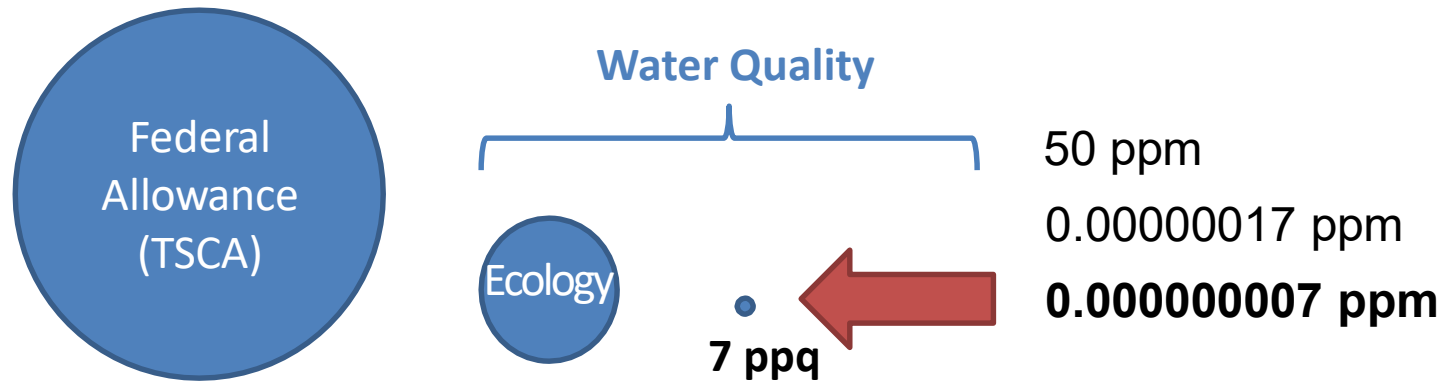 Federal
Allowance
(TSCA)
Water Quality
Ecology
7 ppq
50 ppm
0.00000017 ppm
0.000000007 ppm